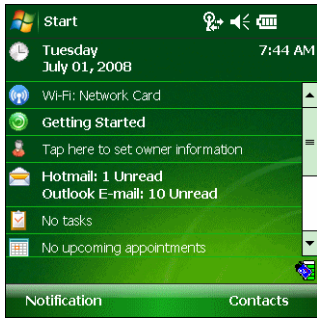 Start
Tuesday 7:44 AM
July 01, 2008
Wi-Fi: Network Card
Getting Started
Tap here to set owner information
Hotmail: 1 Unread
Outlook E-mail: 10 Unread
No tasks
No upcoming appointments
Notification Contacts